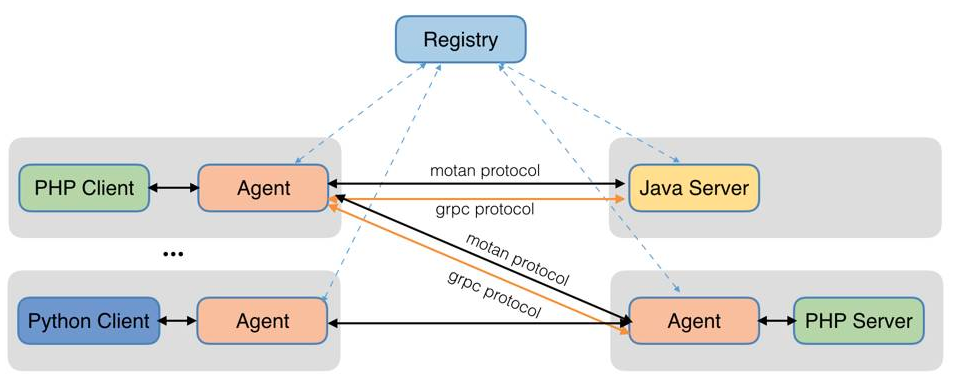 Registry
PHP Client
Agent
motan protocol
grpc protocol
Java Server
...
motan protocol
grpc protocol
Python Client
Agent
Agent
PHP Server